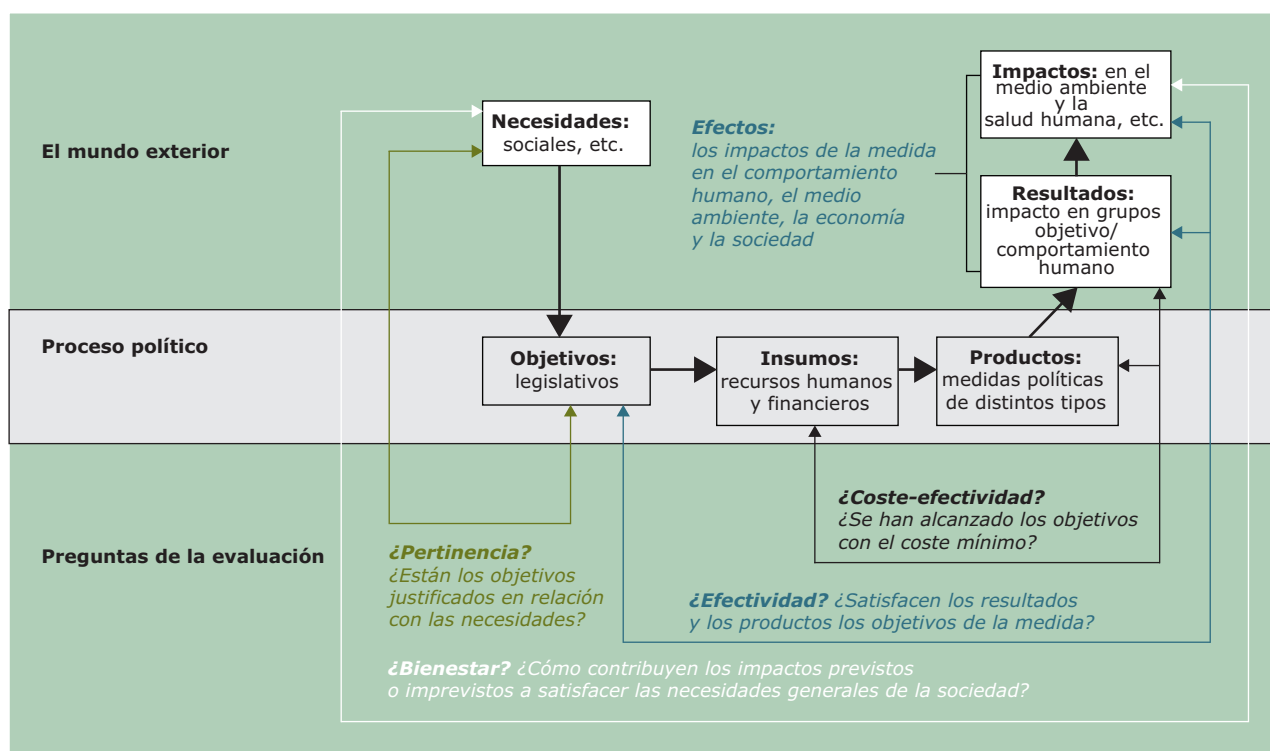 El mundo exterior
Necesidades:
sociales, etc.
Efectos:
los impactos de la medida
en el comportamiento
humano, el medio
ambiente, la economía
y la sociedad
Impactos: en el
medio ambiente
y la
salud humana, etc.
Resultados:
impacto en grupos
objetivo/
comportamiento
humano
Proceso político
Objetivos:
legislativos
Insumos:
recursos humanos
y financieros
Productos:
medidas políticas
de distintos tipos
Preguntas de la evaluación
¿Coste-efectividad?
¿Se han alcanzado los objetivos
con el coste mínimo?
¿Pertinencia?
¿Están los objetivos
justificados en relación
con las necesidades?
¿Efectividad? ¿Satisfacen los resultados
y los productos los objetivos de la medida?
¿Bienestar? ¿Cómo contribuyen los impactos previstos
o imprevistos a satisfacer las necesidades generales de la sociedad?